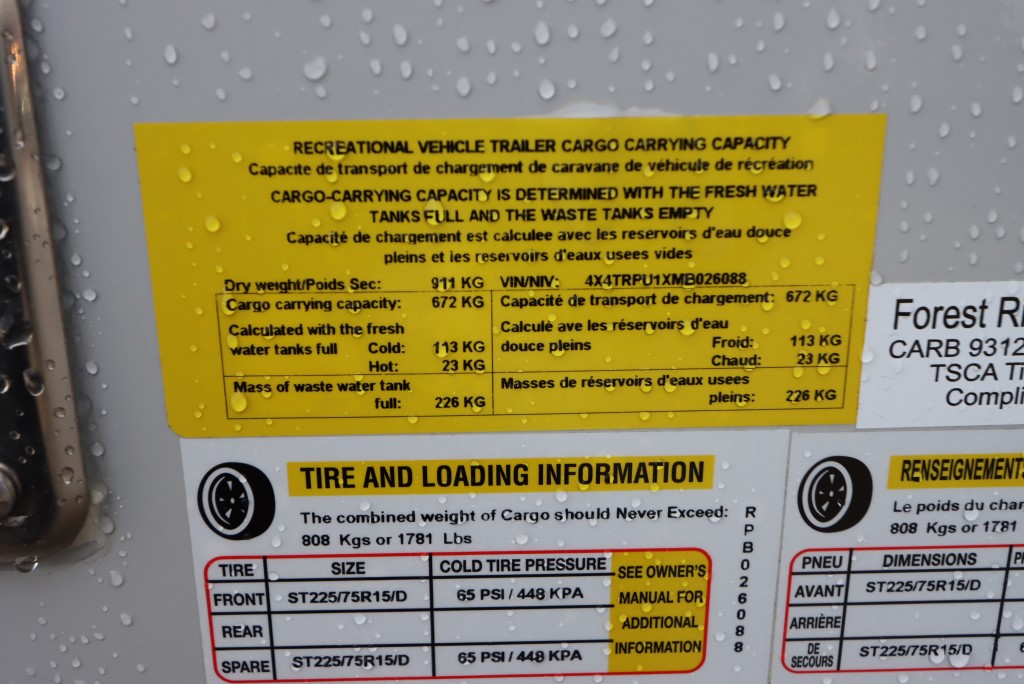 RECREATIONAL VEHICLE TRAILER CARGO CARRYING CAPACITY
Capacite de transport de chargement de caravane de véhicule de récréation
CARGO-CARRYING CAPACITY IS DETERMINED WITH THE FRESH WATER
TANKS FULL AND THE WASTE TANKS EMPTY
Capacité de chargement est calculee avec les reservoirs d'eau douce
pleins et les reservoirs d'eaux usees vides
Dry weight/Poids Sec: 911 KG VIN/NIV: 4X4TRPU1XMB026088
Cargo carrying capacity: 672 KG Capacité de transport de chargement: 672 KG
Calculated with the fresh Calculé ave les réservoirs d'eau
water tanks full Cold: 113 KG douce pleins Froid: 113 KG
Hot: 23 KG Chaud: 23 KG
Mass of waste water tank Masses de réservoirs d'eaux usees
full: 226 KG pleins: 226 KG
Forest
CARB 9312
TSCA
TIRE AND LOADING INFORMATION
The combined weight of Cargo should Never Exceed:
808 Kgs or 1781 Lbs
TIRE SIZE COLD TIRE PRESSURE SEE OWNER'S
FRONT ST225/75R15/D 65 PSI / 448 KPA MANUAL FOR
REAR ADDITIONAL
SPARE ST225/75R15/D 65 PSI / 448 KPA INFORMATION
RPB026088
RENSEIGNEMENTS
Le poids du
808 Kgs or 1781
PNEU DIMENSIONS
AVANT ST225/75R15/D
ARRIÈRE
DE
SECOURS ST225/75R15/D